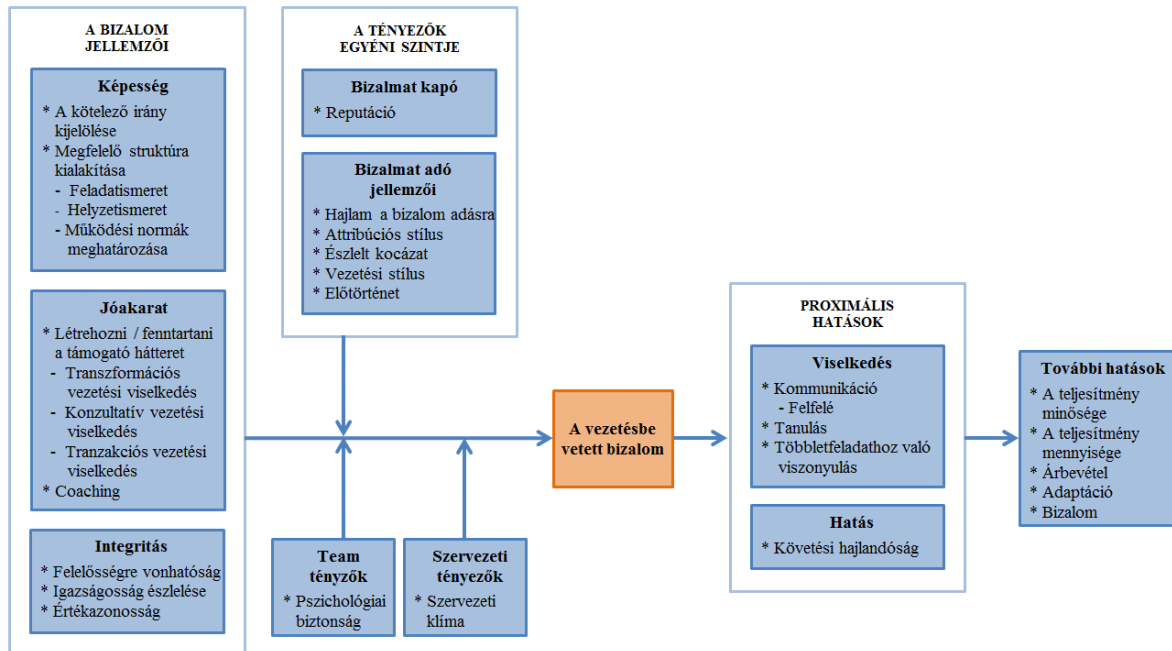 A BIZALOM
JELLEMZŐI
Képesség
* A kötelező irány
kijelölése
* Megfelelő struktúra
kialakítása
- Feladatismeret
- Helyzetismeret
- Működési normák
meghatározása
Jóakarat
* Létrehozni / fenntartani
a támogató hátteret
- Transzformációs
vezetési viselkedés
- Konzultatív vezetési
viselkedés
- Tranzakciós vezetési
viselkedés
* Coaching
Integritás
* Felelősségre vonhatóság
* Igazságosság észlelése
* Értékazonosság
A TÉNYEZŐK
EGYÉNI SZINTJE
Bizalmat kapó
* Reputáció
Bizalmat adó
jellemzői
* Hajlam a bizalom adásra
* Attribúciós stílus
* Észlelt kocázat
* Vezetési stílus
* Előtörténet
Team
tényzők
* Pszichológiai
biztonság
Szervezeti
tényezők
* Szervezeti
klíma
A vezetésbe
vetett bizalom
PROXIMÁLIS
HATÁSOK
Viselkedés
* Kommunikáció
- Felfelé
* Tanulás
* Többletfeladathoz való
viszonyulás
Hatás
* Követési hajlandóság
További hatások
* A teljesítmény
minősége
* A teljesítmény
mennyisége
* Árbevétel
* Adaptáció
* Bizalom